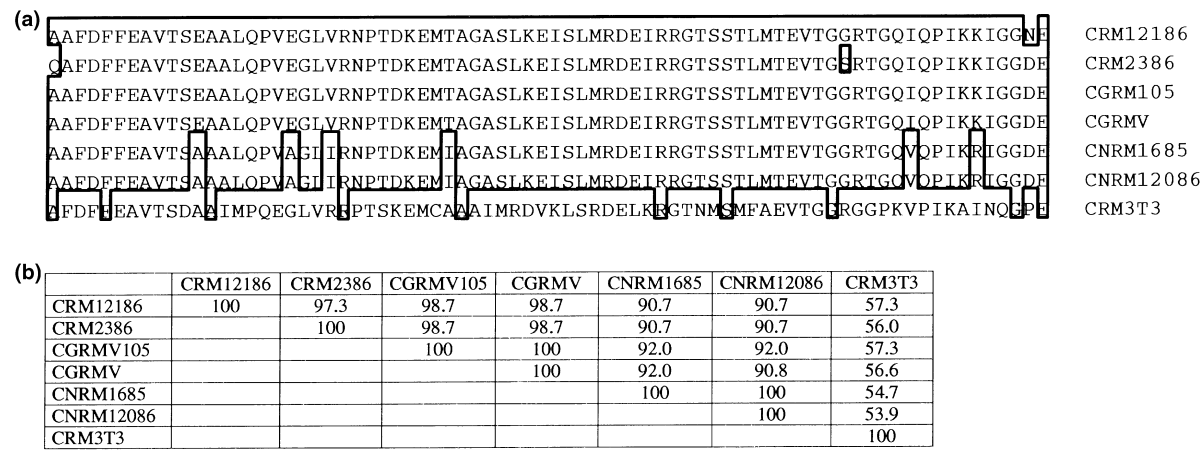 (a)
AAFDFFEAVTSEAALQPVEGLVRNPTDKEMTAGASLKEISLMRDEIRRGTSSTLMTEVTGGRTGQIQPIKKIGGNE CRM12186
QAFDFFEAVTSEAALQPVEGLVRNPTDKEMTAGASLKEISLMRDEIRRGTSSTLMTEVTGSRTGQIQPIKKIGGDE CRM2386
AAFDFFEAVTSEAALQPVEGLVRNPTDKEMTAGASLKEISLMRDEIRRGTSSTLMTEVTGGRTGQIQPIKKIGGDE CGRM105
AAFDFFEAVTSEAALQPVEGLVRNPTDKEMTAGASLKEISLMRDEIRRGTSSTLMTEVTGGRTGQIQPIKKIGGDE CGRMV
AAFDFFEAVTSAAALQPVAGLIRNPTDKEMIAGASLKEISLMRDEIRRGTSSTLMTEVTGGRTGQVQPIKRIGGDE CNRM1685
AAFDFFEAVTSAAALQPVAGLIRNPTDKEMIAGASLKEISLMRDEIRRGTSSTLMTEVTGGRTGQVQPIKRIGGDE CNRM12086
AFDFFEAVTSDAAIMPQEGLVRRPTSKEMCAAAIMRDVKLSRDELKRGTNMSMFAEVTGGRGGPKVPIKAINQGPE CRM3T3
(b)
CRM12186 CRM2386 CGRMV105 CGRMV CNRM1685 CNRM12086 CRM3T3
CRM12186 100 97.3 98.7 98.7 90.7 90.7 57.3
CRM2386 100 98.7 98.7 90.7 90.7 56.0
CGRMV105 100 100 92.0 92.0 57.3
CGRMV 100 92.0 90.8 56.6
CNRM1685 100 100 54.7
CNRM12086 100 53.9
CRM3T3 100